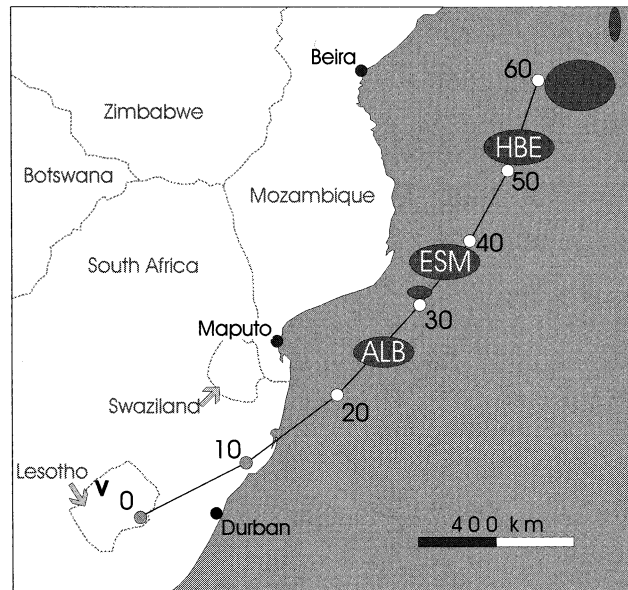 Beira
60
Zimbabwe
HBE
Botswana
50
Mozambique
40
South Africa
ESM
30
Maputo
ALB
20
Swaziland
10
Lesotho
V
0
Durban
400 km